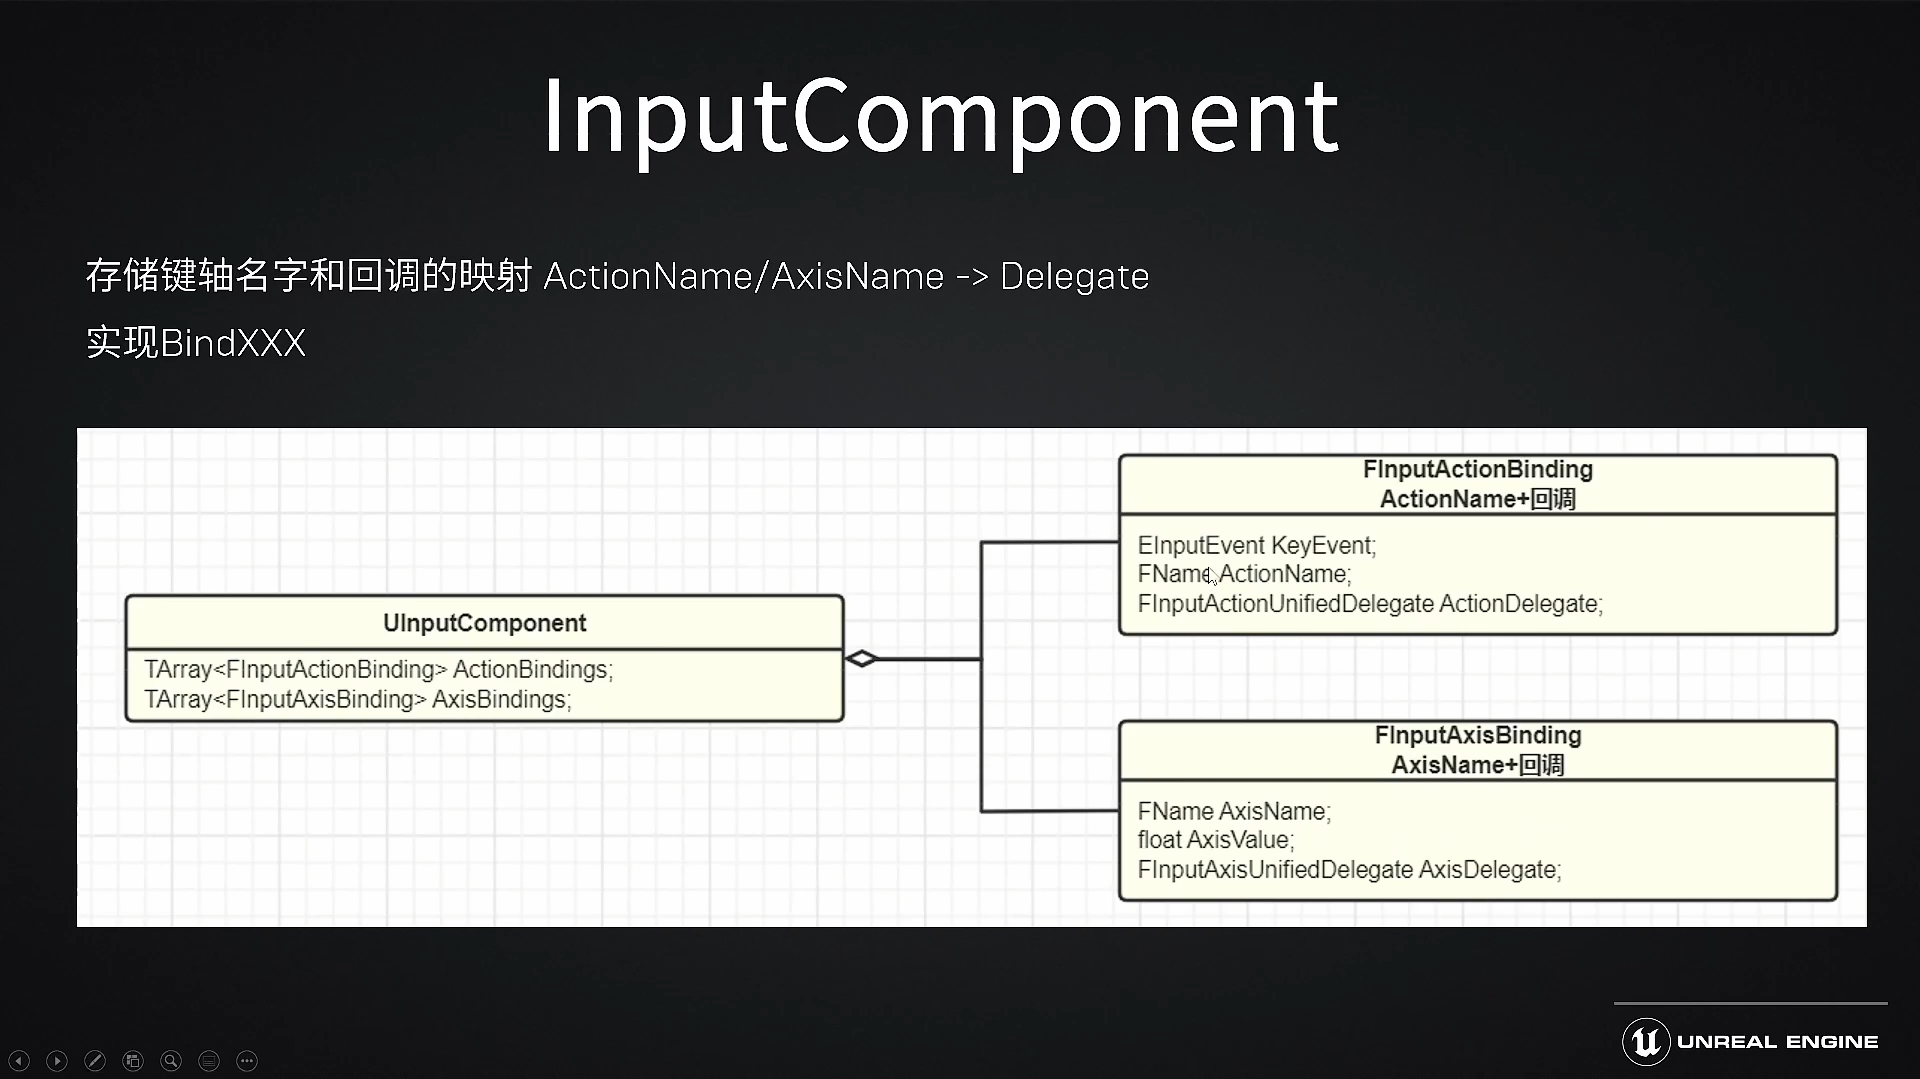 InputComponent
存储键轴名字和回调的映射 ActionName/AxisName -> Delegate
实现BindXXX
FInputActionBinding
ActionName+回调
EInputEvent KeyEvent;
FName ActionName;
FInputActionUnifiedDelegate ActionDelegate;
UInputComponent
TArray<FInputActionBinding> ActionBindings;
TArray<FInputAxisBinding> AxisBindings;
FInputAxisBinding
AxisName+回调
FName AxisName;
float AxisValue;
FInputAxisUnifiedDelegate AxisDelegate;
UNREAL ENGINE